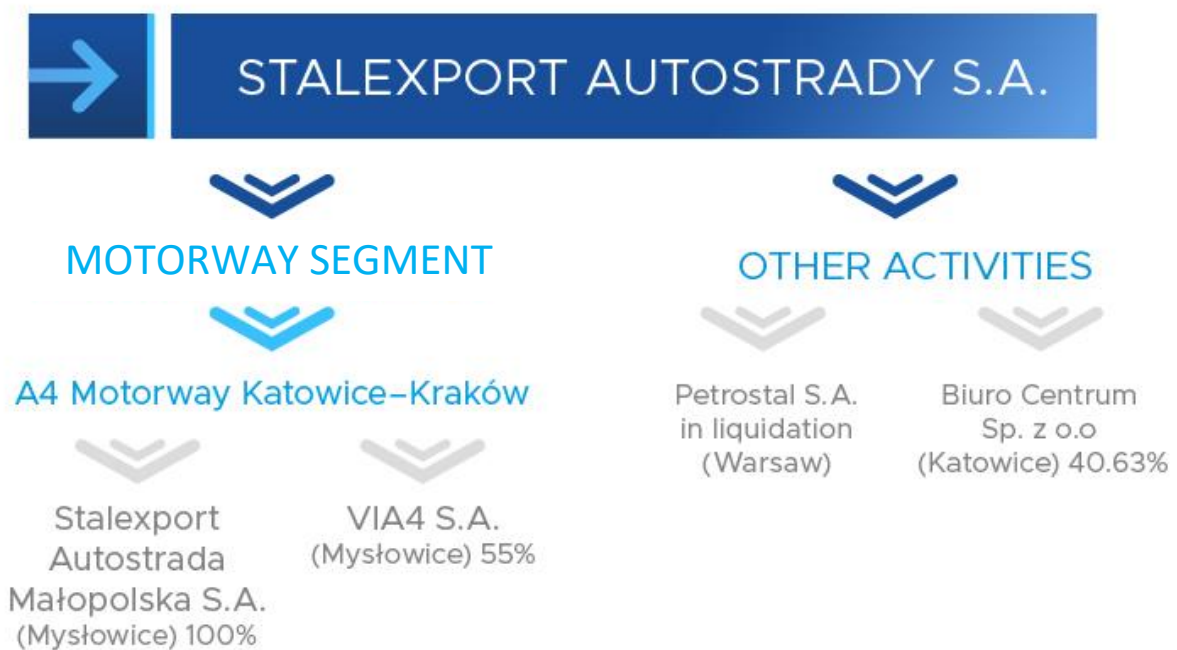 STALEXPORT AUTOSTRADY S.A.
MOTORWAY SEGMENT
A4 Motorway Katowice–Kraków
Stalexport
Autostrada
Małopolska S.A.
(Mysłowice) 100%
VIA4 S.A.
(Mysłowice) 55%
OTHER ACTIVITIES
Petrostal S.A.
in liquidation
(Warsaw)
Biuro Centrum
Sp. z o.o
(Katowice) 40.63%